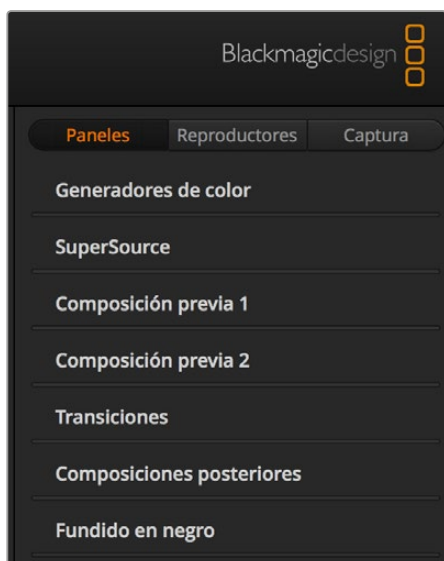 Blackmagicdesign
Paneles Reproductores Captura
Generadores de color
SuperSource
Composición previa 1
Composición previa 2
Transiciones
Composiciones posteriores
Fundido en negro